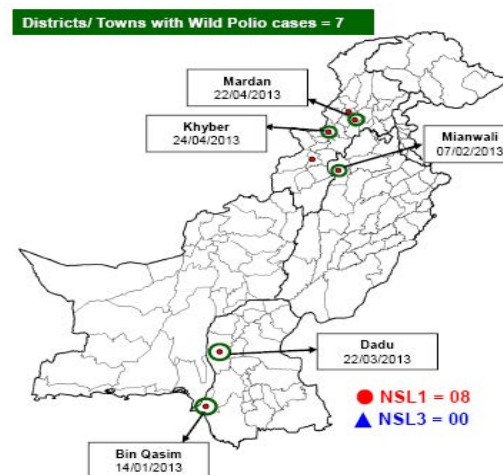 Districts/ Towns with Wild Polio cases = 7
Mardan
22/04/2013
Khyber
24/04/2013
Mianwali
07/02/2013
Dadu
22/03/2013
NSL1 = 08
NSL3 = 00
Bin Qasim
14/01/2013